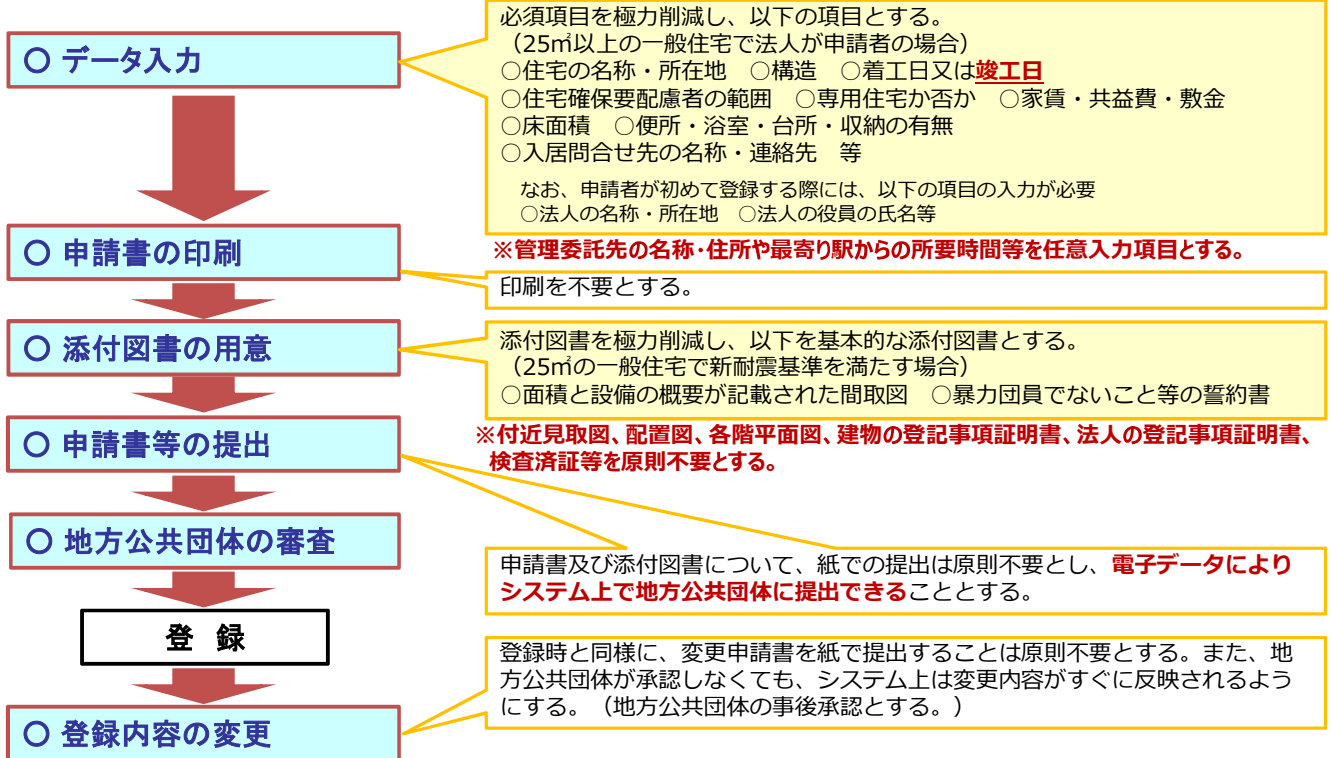 ○ データ入力
必須項目を極力削減し、以下の項目とする。
（25㎡以上の一般住宅で法人が申請者の場合）
○住宅の名称・所在地　○構造　○着工日又は竣工日
○住宅確保要配慮者の範囲　○専用住宅か否か　○家賃・共益費・敷金
○床面積　○便所・浴室・台所・収納の有無
○入居問合せ先の名称・連絡先　等
なお、申請者が初めて登録する際には、以下の項目の入力が必要
○法人の名称・所在地　○法人の役員の氏名等
※管理委託先の名称・住所や最寄り駅からの所要時間等を任意入力項目とする。
○ 申請書の印刷
印刷を不要とする。
○ 添付図書の用意
添付図書を極力削減し、以下を基本的な添付図書とする。
（25㎡の一般住宅で新耐震基準を満たす場合）
○面積と設備の概要が記載された間取図　○暴力団員でないこと等の誓約書
※付近見取図、配置図、各階平面図、建物の登記事項証明書、法人の登記事項証明書、
検査済証等を原則不要とする。
○ 申請書等の提出
申請書及び添付図書について、紙での提出は原則不要とし、電子データにより
システム上で地方公共団体に提出できることとする。
○ 地方公共団体の審査
登 録
○ 登録内容の変更
登録時と同様に、変更申請書を紙で提出することは原則不要とする。また、地
方公共団体が承認しなくても、システム上は変更内容がすぐに反映されるよう
にする。（地方公共団体の事後承認とする。）